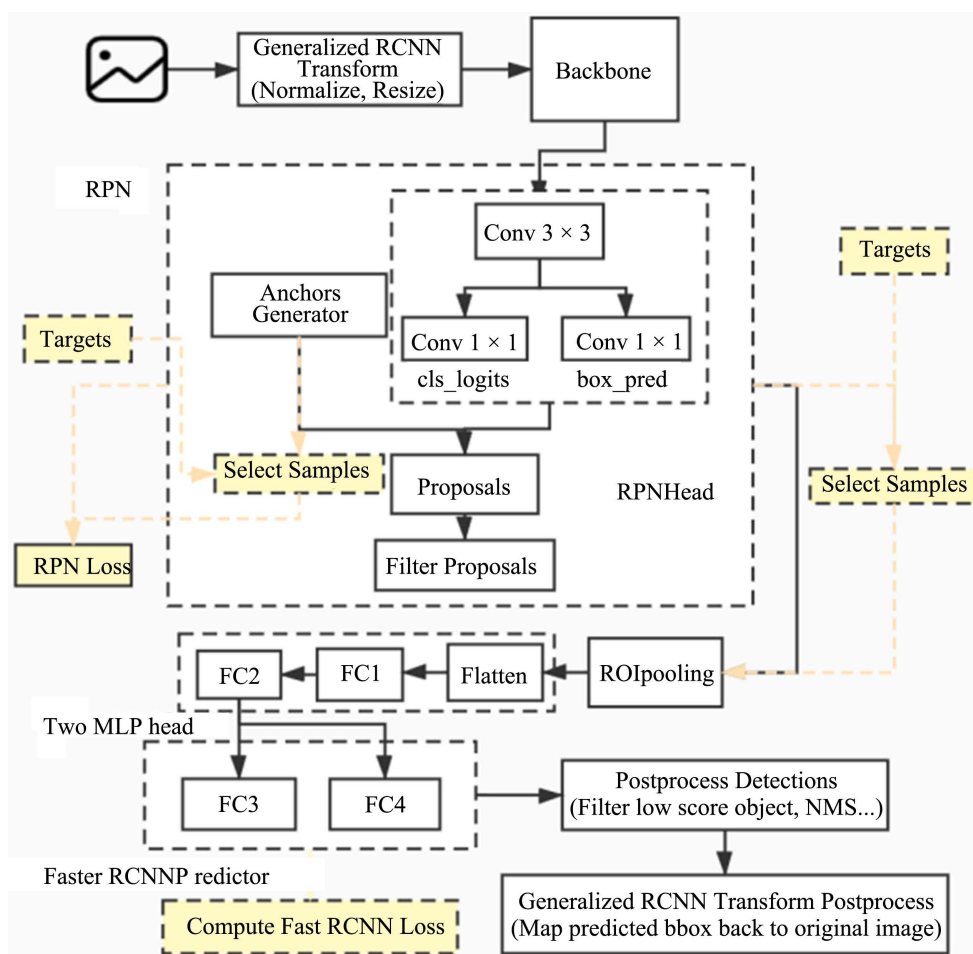 Generalized RCNN
Transform
(Normalize, Resize)
Backbone
RPN
Conv 3 × 3
Targets
Anchors
Generator
Targets
Conv 1 × 1
Conv 1 × 1
cls_logits
box_pred
Select Samples
Proposals
RPNHead
Select Samples
RPN Loss
Filter Proposals
FC2
FC1
Flatten
ROIpooling
Two MLP head
FC3
FC4
Postprocess Detections
(Filter low score object, NMS...)
Faster RCNNP redictor
Compute Fast RCNN Loss
Generalized RCNN Transform Postprocess
(Map predicted bbox back to original image)